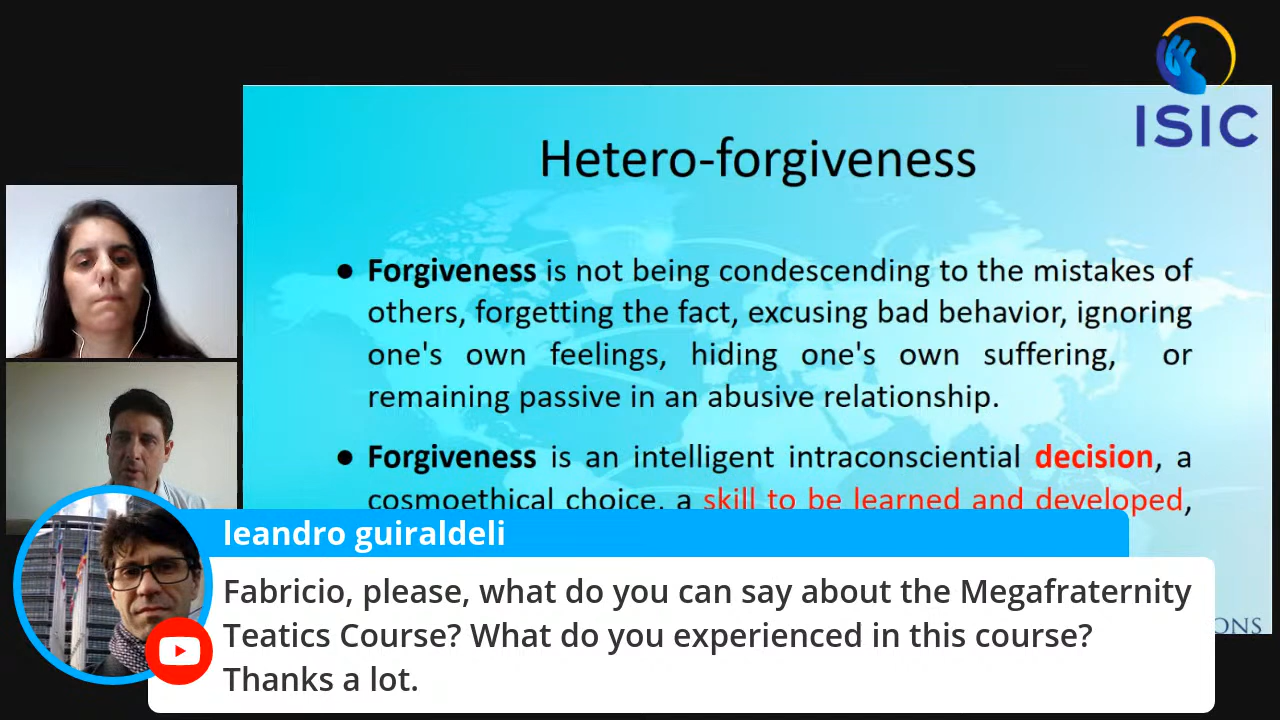 ISIC
Hetero-forgiveness
● Forgiveness is not being condescending to the mistakes of
others, forgetting the fact, excusing bad behavior, ignoring
one's own feelings, hiding one's own suffering, or
remaining passive in an abusive relationship.
● Forgiveness is an intelligent intraconsciential decision, a
cosmoethical choice, a skill to be learned and developed,
leandro guiraldeli
Fabricio, please, what do you can say about the Megafraternity
Teatics Course? What do you experienced in this course?
Thanks a lot.
ONS